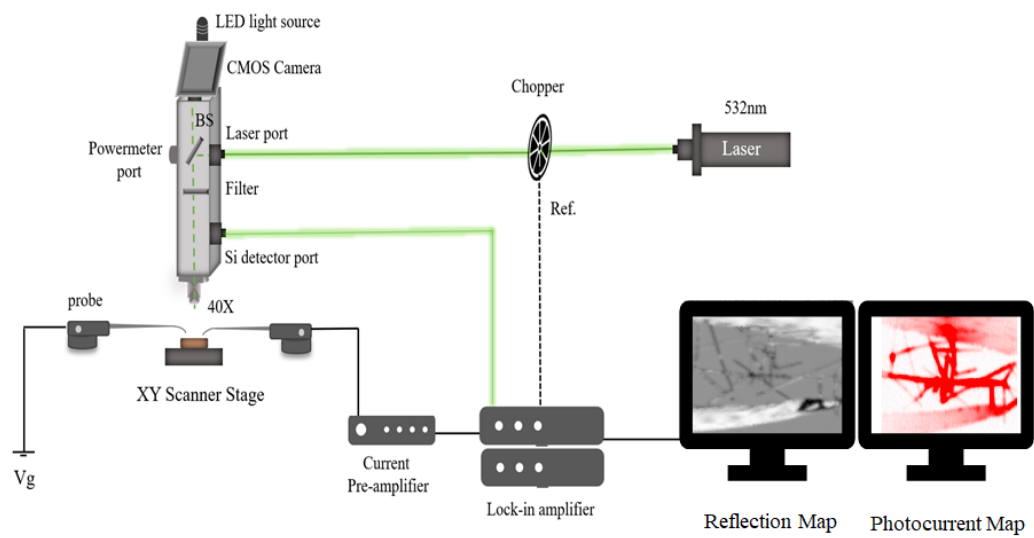 LED light source
CMOS Camera
Chopper
532nm
BS
Laser port
Powermeter
port
Laser
Filter
Ref.
Si detector port
probe
40X
XY Scanner Stage
Vg
Current
Pre-amplifier
Lock-in amplifier
Reflection Map
Photocurrent Map